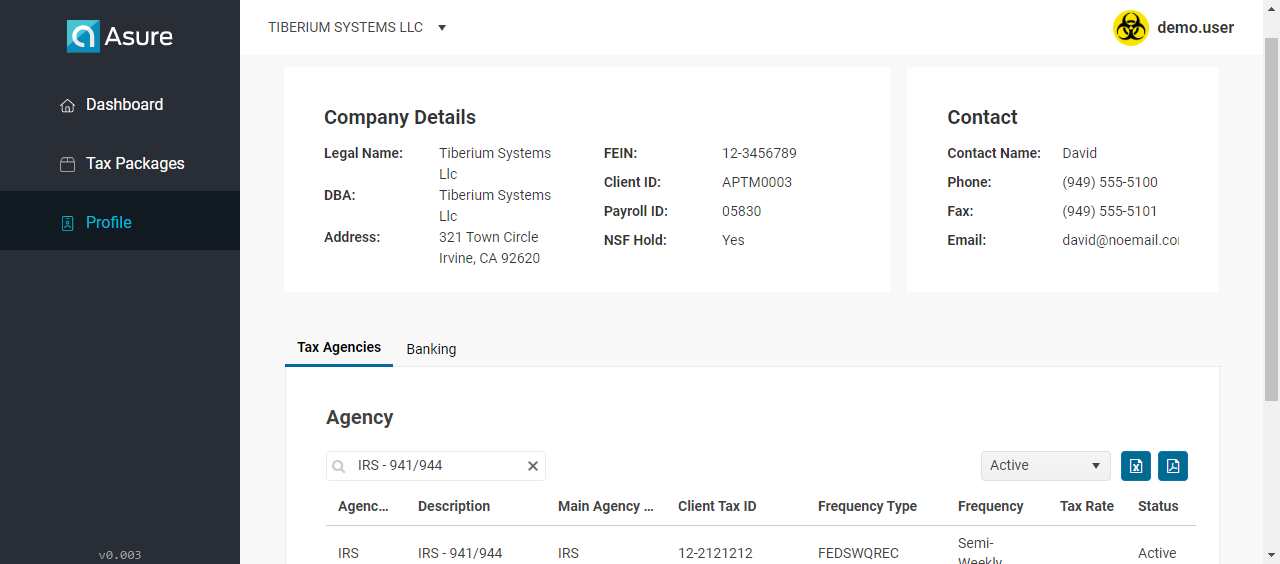 Asure
TIBERIUM SYSTEMS LLC
demo.user
Dashboard
Tax Packages
Profile
v0.003
Company Details
Legal Name: Tiberium Systems
Llc
DBA: Tiberium Systems
Llc
Address: 321 Town Circle
Irvine, CA 92620
FEIN: 12-3456789
Client ID: APTM0003
Payroll ID: 05830
NSF Hold: Yes
Contact
Contact Name: David
Phone: (949) 555-5100
Fax: (949) 555-5101
Email: david@noemail.co
Tax Agencies Banking
Agency
IRS - 941/944
Active
Agenc... Description Main Agency ... Client Tax ID Frequency Type Frequency Tax Rate Status
IRS IRS - 941/944 IRS 12-2121212 FEDSWQREC Semi-
Weekly Active